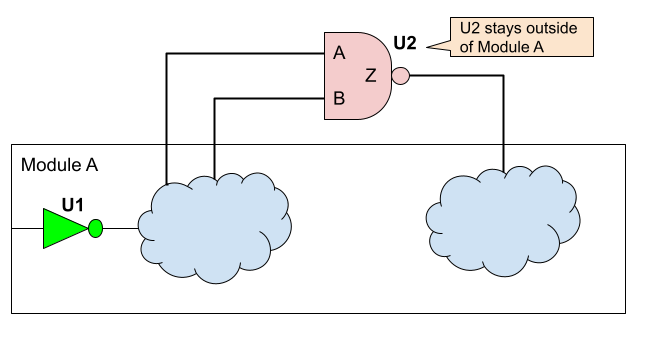 U2 stays outside
of Module A
U2
A
Z
B
Module A
U1